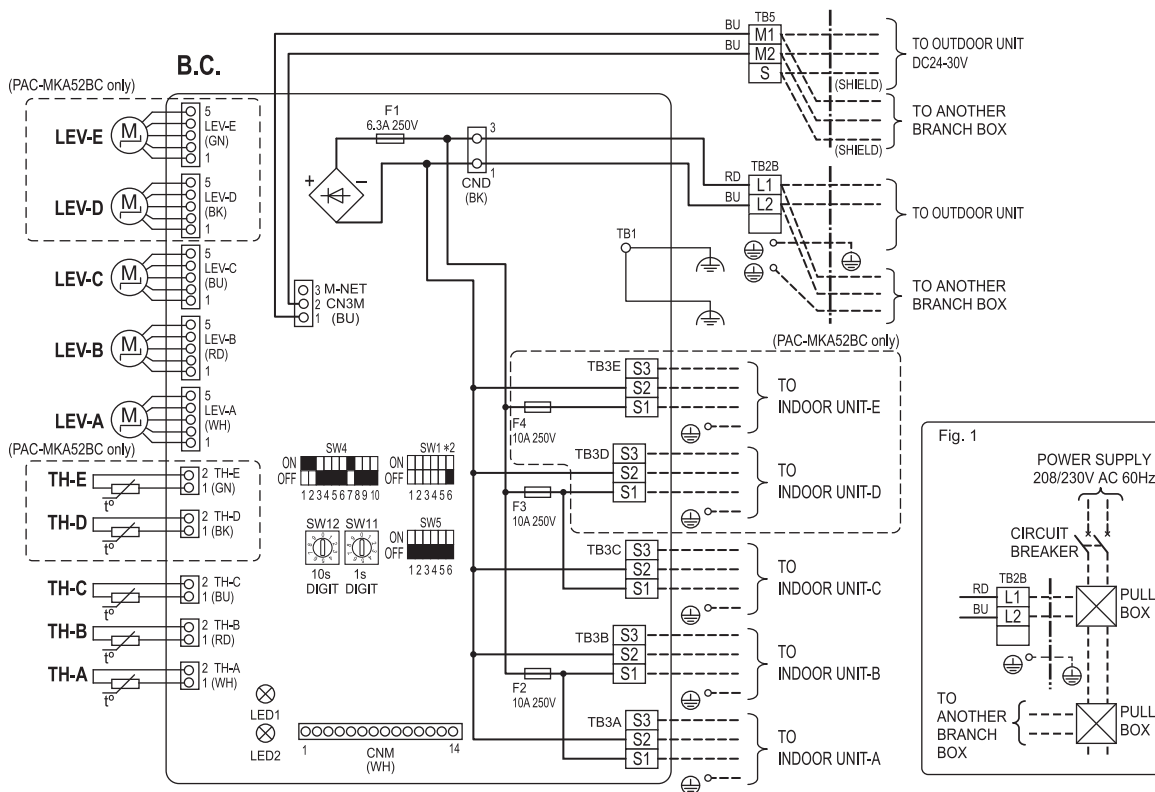 B.C.
(PAC-MKA52BC only)
LEV-E
M
5
LEV-E
(GN)
1
LEV-D
M
5
LEV-D
(BK)
1
LEV-C
M
5
LEV-C
(BU)
1
LEV-B
M
5
LEV-B
(RD)
1
LEV-A
M
5
LEV-A
(WH)
1
(PAC-MKA52BC only)
TH-E
t°
2 TH-E
1 (GN)
TH-D
t°
2 TH-D
1 (BK)
TH-C
t°
2 TH-C
1 (BU)
TH-B
t°
2 TH-B
1 (RD)
TH-A
t°
2 TH-A
1 (WH)
F1
6.3A 250V
+ −
3
1
CND
(BK)
3 M-NET
2 CN3M
1 (BU)
SW4
ON
OFF
1 2 3 4 5 6 7 8 9 10
SW1 *2
ON
OFF
1 2 3 4 5 6
SW12
10s
DIGIT
SW11
1s
DIGIT
SW5
ON
OFF
1 2 3 4 5 6
LED1
LED2
1 14
CNM
(WH)
TB5
BU M1
BU M2
S
(SHIELD)
(SHIELD)
TO OUTDOOR UNIT
DC24-30V
TO ANOTHER
BRANCH BOX
TB2B
RD L1
BU L2
TO OUTDOOR UNIT
TO ANOTHER
BRANCH BOX
TB1
(PAC-MKA52BC only)
TB3E
S3
S2
S1
F4
10A 250V
TO
INDOOR UNIT-E
TB3D
S3
S2
S1
F3
10A 250V
TO
INDOOR UNIT-D
TB3C
S3
S2
S1
TO
INDOOR UNIT-C
TB3B
S3
S2
S1
F2
10A 250V
TO
INDOOR UNIT-B
TB3A
S3
S2
S1
TO
INDOOR UNIT-A
Fig. 1
POWER SUPPLY
208/230V AC 60Hz
CIRCUIT
BREAKER
TB2B
RD L1
BU L2
PULL
BOX
TO
ANOTHER
BRANCH
BOX
PULL
BOX